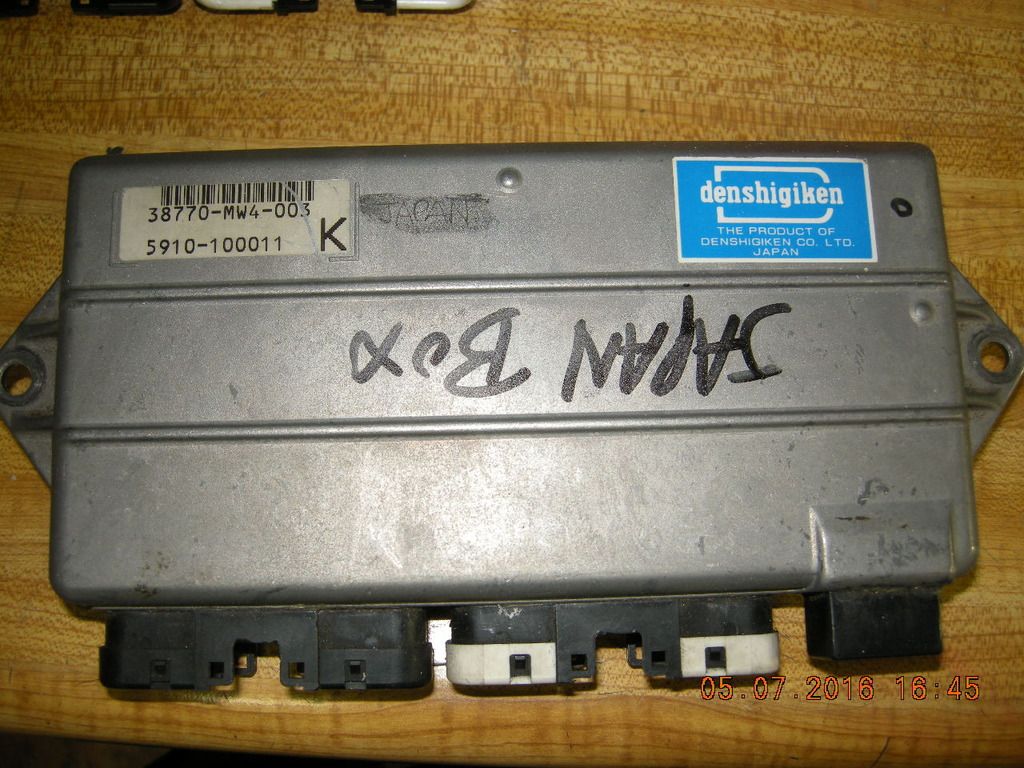 38770-MW4-003
5910-100011 K
JAPAN
denshigiken
THE PRODUCT OF
DENSHIGIKEN CO. LTD.
JAPAN
JAPAN BOX
05.07.2016 16:45